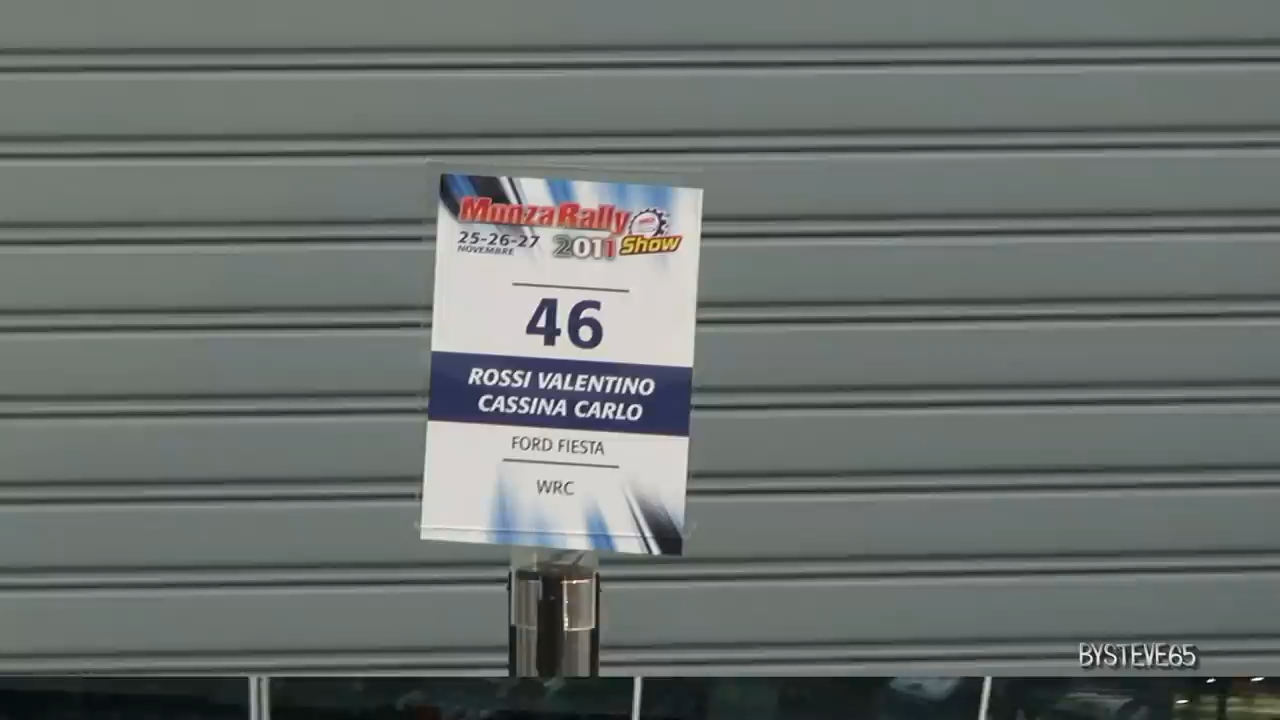 MonzaRally
25-26-27
NOVEMBRE
2011 Show
46
ROSSI VALENTINO
CASSINA CARLO
FORD FIESTA
WRC
BYSTEVE65